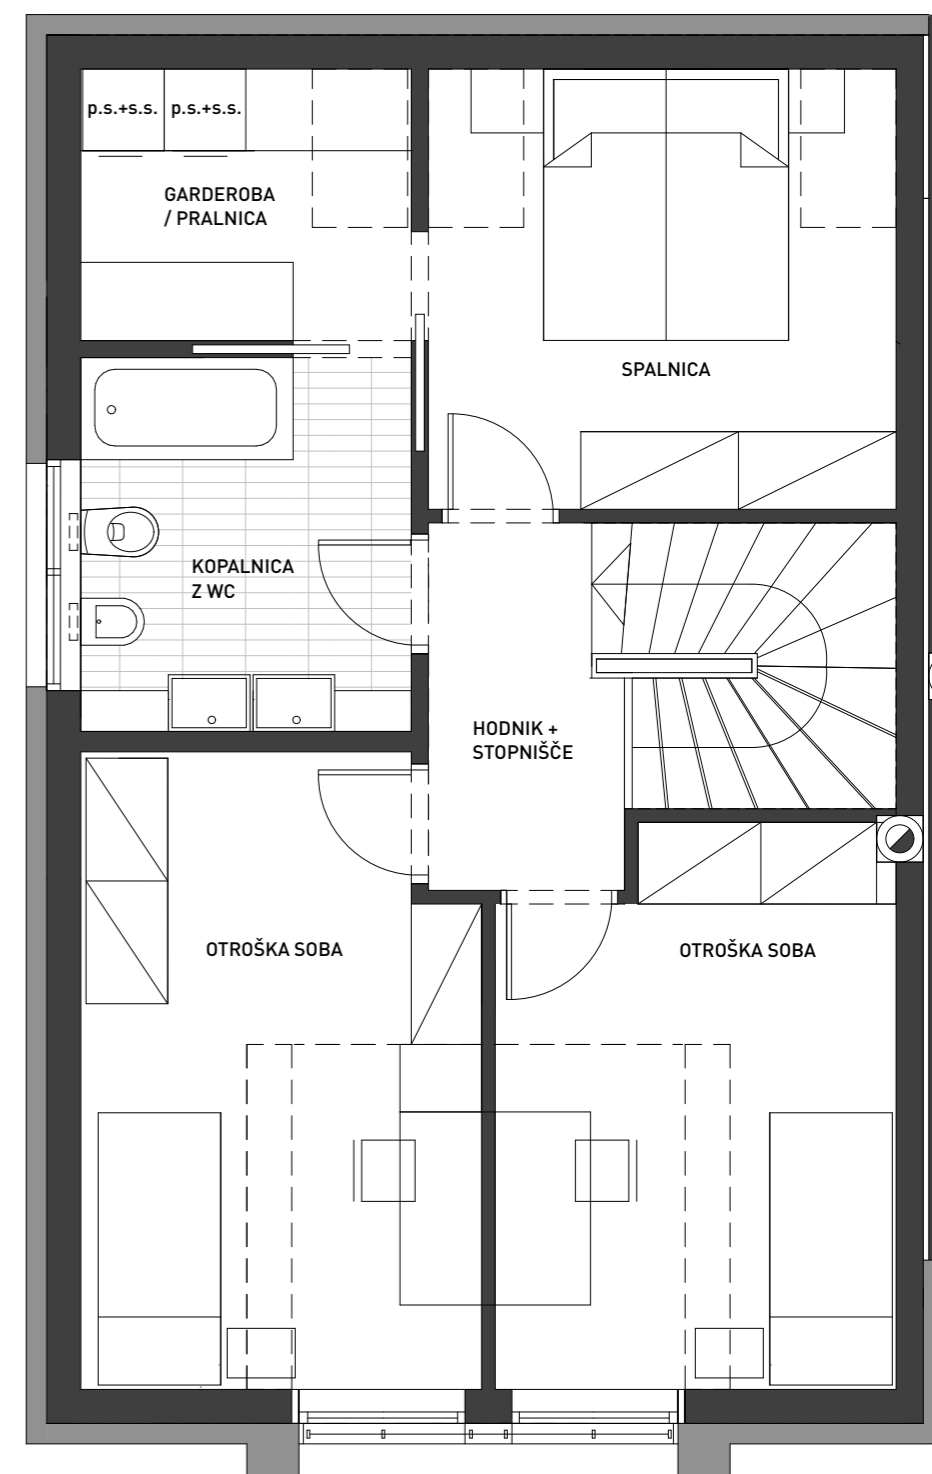 p.s.+s.s. p.s.+s.s.
GARDEROBA
/ PRALNICA
SPALNICA
KOPALNICA
Z WC
HODNIK +
STOPNIŠČE
OTROŠKA SOBA
OTROŠKA SOBA